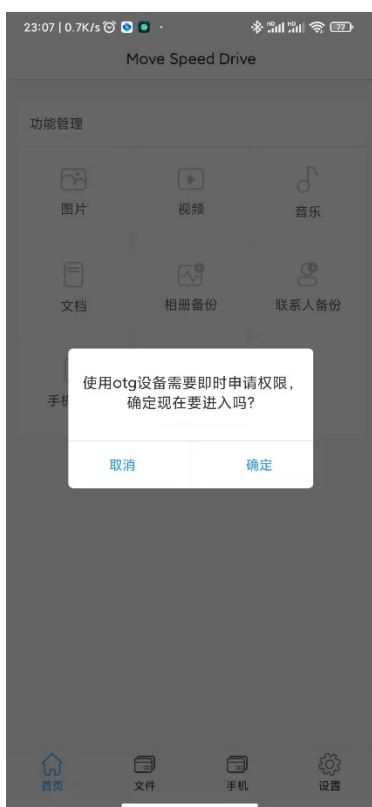 23:07 | 0.7K/s
77
Move Speed Drive
功能管理
图片
视频
音乐
文档
相册备份
联系人备份
手机
使用otg设备需要即时申请权限，
确定现在要进入吗？
取消
确定
首页
文件
手机
设置